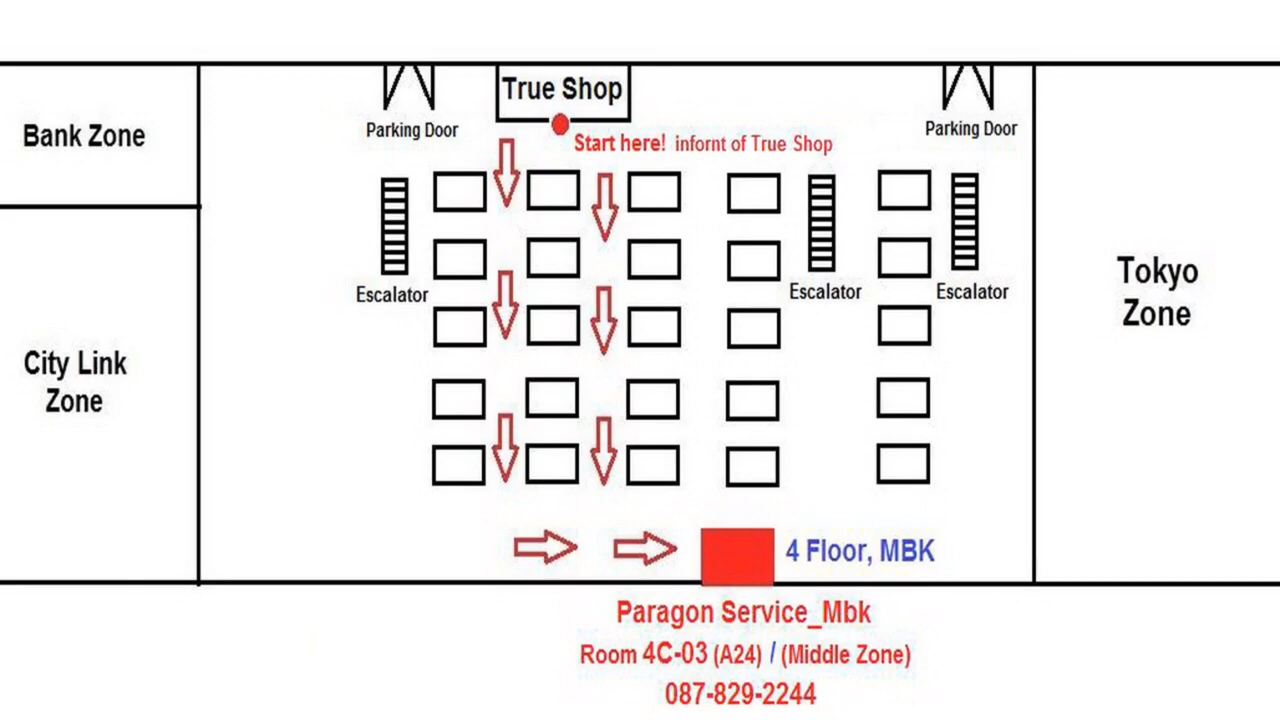 True Shop
Bank Zone
Parking Door
Parking Door
Start here! infornt of True Shop
Escalator
Escalator
Escalator
Tokyo
Zone
City Link
Zone
4 Floor, MBK
Paragon Service_Mbk
Room 4C-03 (A24) / (Middle Zone)
087-829-2244